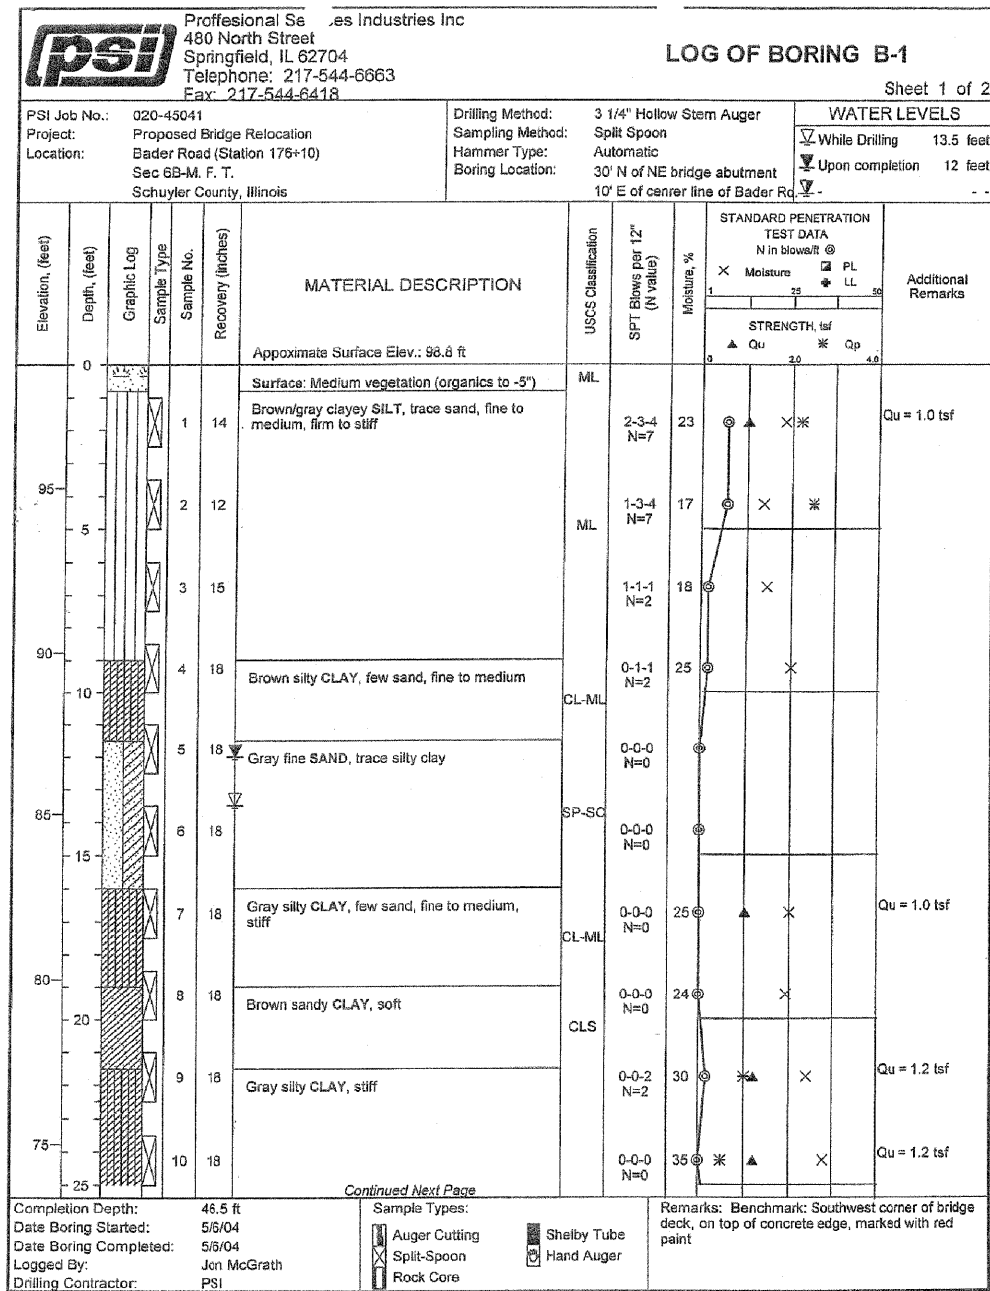 psi
Proffesional Se es Industries Inc
480 North Street
Springfield, IL 62704
Telephone: 217-544-6663
Fax: 217-544-6418
LOG OF BORING B-1
Sheet 1 of 2
PSI Job No.: 020-45041
Project: Proposed Bridge Relocation
Location: Bader Road (Station 176+10)
Sec 6B-M. F. T.
Schuyler County, Illinois
Drilling Method: 3 1/4" Hollow Stem Auger
Sampling Method: Split Spoon
Hammer Type: Automatic
Boring Location: 30' N of NE bridge abutment
10' E of cenrer line of Bader Rd.
WATER LEVELS
While Drilling 13.5 feet
Upon completion 12 feet
- - -
Elevation, (feet)
Depth, (feet)
Graphic Log
Sample Type
Sample No.
Recovery (inches)
MATERIAL DESCRIPTION
Appoximate Surface Elev.: 98.8 ft
USCS Classification
SPT Blows per 12"
(N value)
Moisture, %
STANDARD PENETRATION
TEST DATA
N in blows/ft
Moisture
PL
LL
1 25 50
STRENGTH, tsf
Qu Qp
0 2.0 4.0
Additional
Remarks
0
Surface: Medium vegetation (organics to -5")
ML
Brown/gray clayey SILT, trace sand, fine to
medium, firm to stiff
1 14 2-3-4 23 Qu = 1.0 tsf
N=7
95
2 12 1-3-4 17
N=7
5
ML
3 15 1-1-1 18
N=2
90
4 18 0-1-1 25
N=2
Brown silty CLAY, few sand, fine to medium
10
CL-ML
5 18 0-0-0
N=0
Gray fine SAND, trace silty clay
85
SP-SC
6 18 0-0-0
N=0
15
Gray silty CLAY, few sand, fine to medium,
stiff
7 18 0-0-0 25 Qu = 1.0 tsf
N=0
CL-ML
80
8 18 0-0-0 24
N=0
Brown sandy CLAY, soft
20
CLS
9 18 0-0-2 30 Qu = 1.2 tsf
N=2
Gray silty CLAY, stiff
75
10 18 0-0-0 35 Qu = 1.2 tsf
N=0
25
Continued Next Page
Completion Depth: 46.5 ft
Date Boring Started: 5/6/04
Date Boring Completed: 5/6/04
Logged By: Jon McGrath
Drilling Contractor: PSI
Sample Types:
Auger Cutting
Split-Spoon
Rock Core
Shelby Tube
Hand Auger
Remarks: Benchmark: Southwest corner of bridge
deck, on top of concrete edge, marked with red
paint